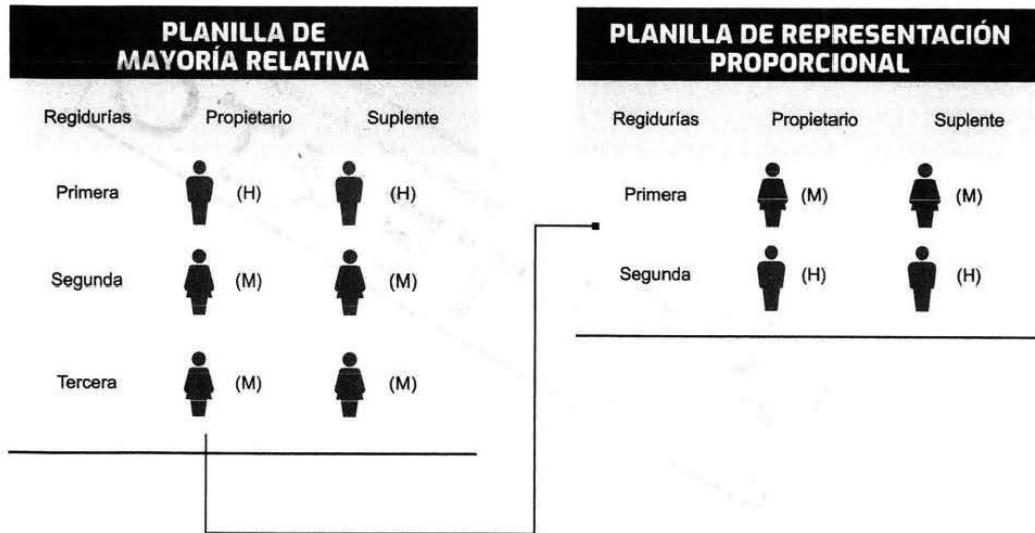 PLANILLA DE
MAYORÍA RELATIVA
Regidurías Propietario Suplente
Primera (H) (H)
Segunda (M) (M)
Tercera (M) (M)
PLANILLA DE REPRESENTACIÓN
PROPORCIONAL
Regidurías Propietario Suplente
Primera (M) (M)
Segunda (H) (H)